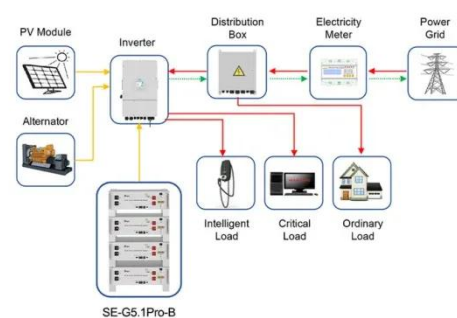 PV Module
Inverter
Distribution
Box
Electricity
Meter
Power
Grid
Alternator
Intelligent
Load
Critical
Load
Ordinary
Load
SE-G5.1Pro-B